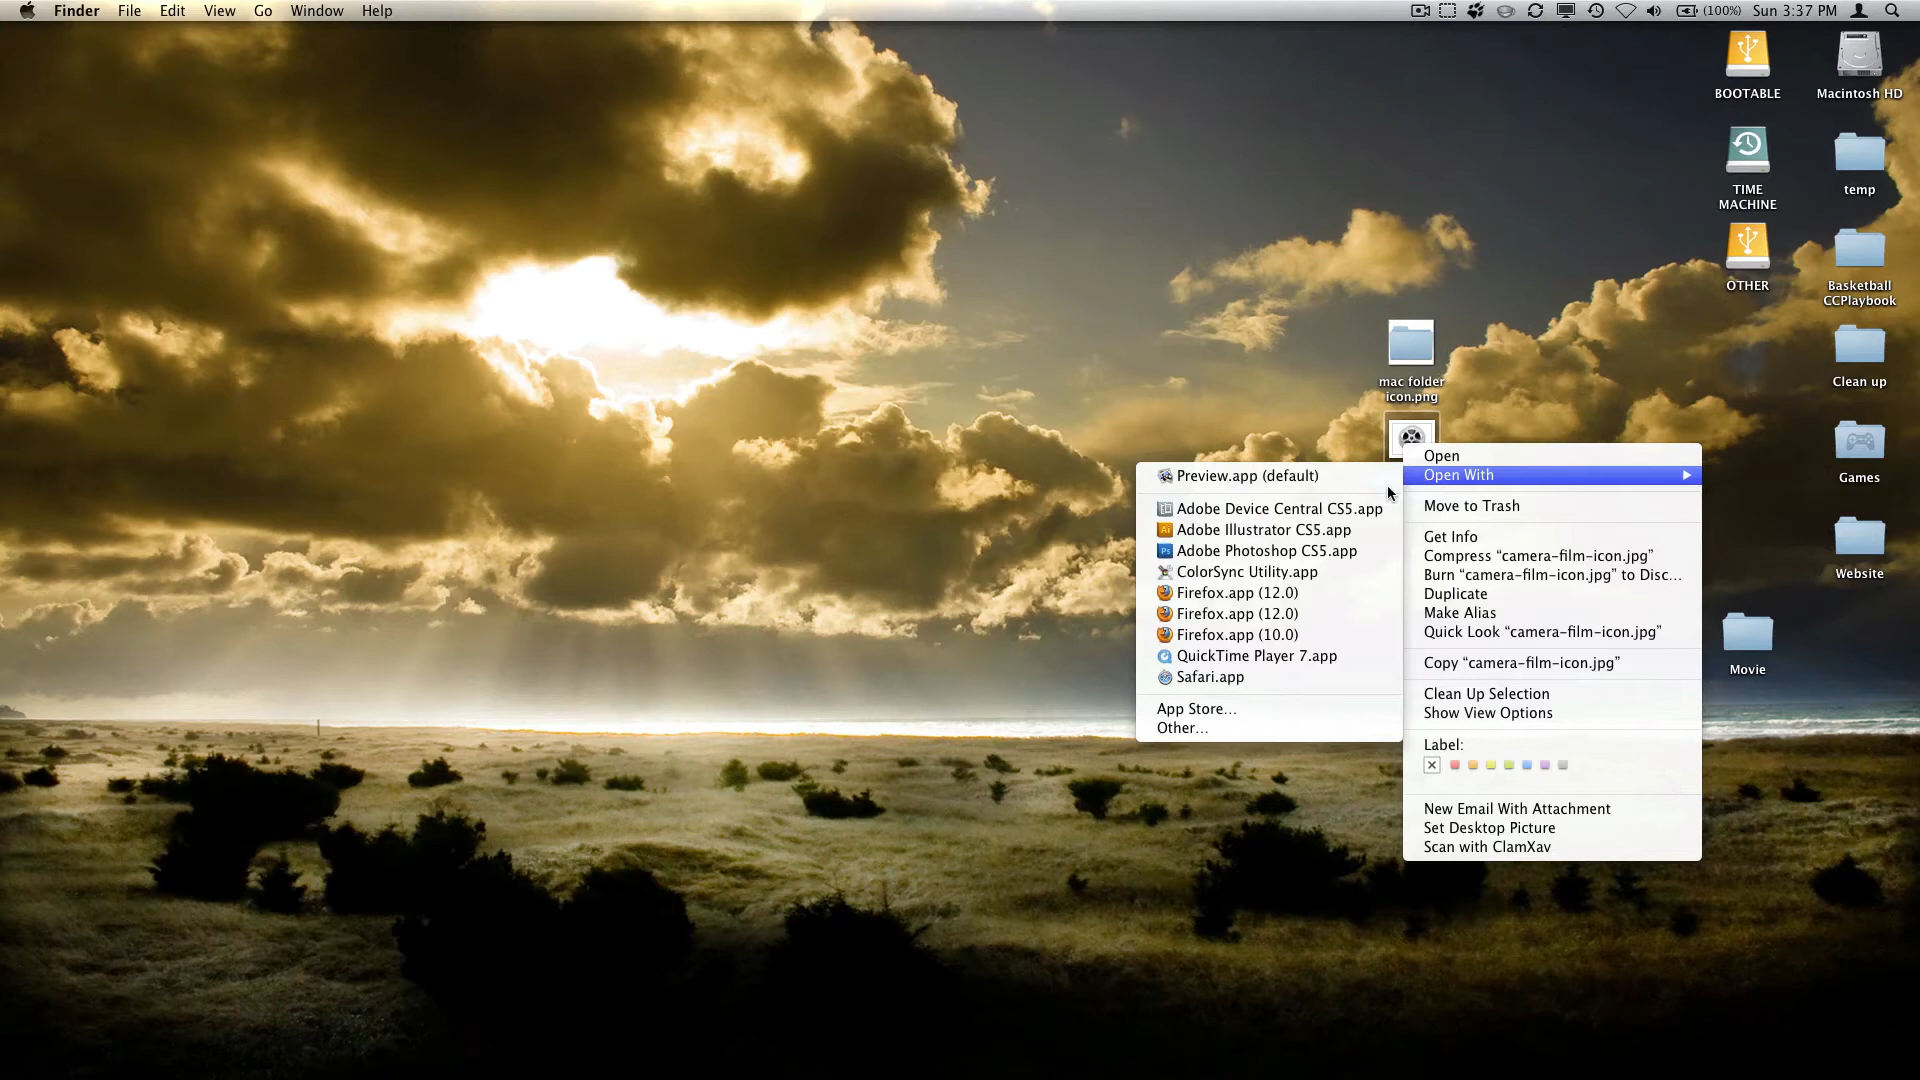 Finder File Edit View Go Window Help
(100%) Sun 3:37 PM
BOOTABLE
Macintosh HD
TIME
MACHINE
temp
OTHER
Basketball
CCPlaybook
mac folder
icon.png
Clean up
Games
Website
Movie
Open
Open With
Move to Trash
Get Info
Compress “camera-film-icon.jpg”
Burn “camera-film-icon.jpg” to Disc…
Duplicate
Make Alias
Quick Look “camera-film-icon.jpg”
Copy “camera-film-icon.jpg”
Clean Up Selection
Show View Options
Label:
New Email With Attachment
Set Desktop Picture
Scan with ClamXav
Preview.app (default)
Adobe Device Central CS5.app
Ai Adobe Illustrator CS5.app
Ps Adobe Photoshop CS5.app
ColorSync Utility.app
Firefox.app (12.0)
Firefox.app (12.0)
Firefox.app (10.0)
QuickTime Player 7.app
Safari.app
App Store…
Other…